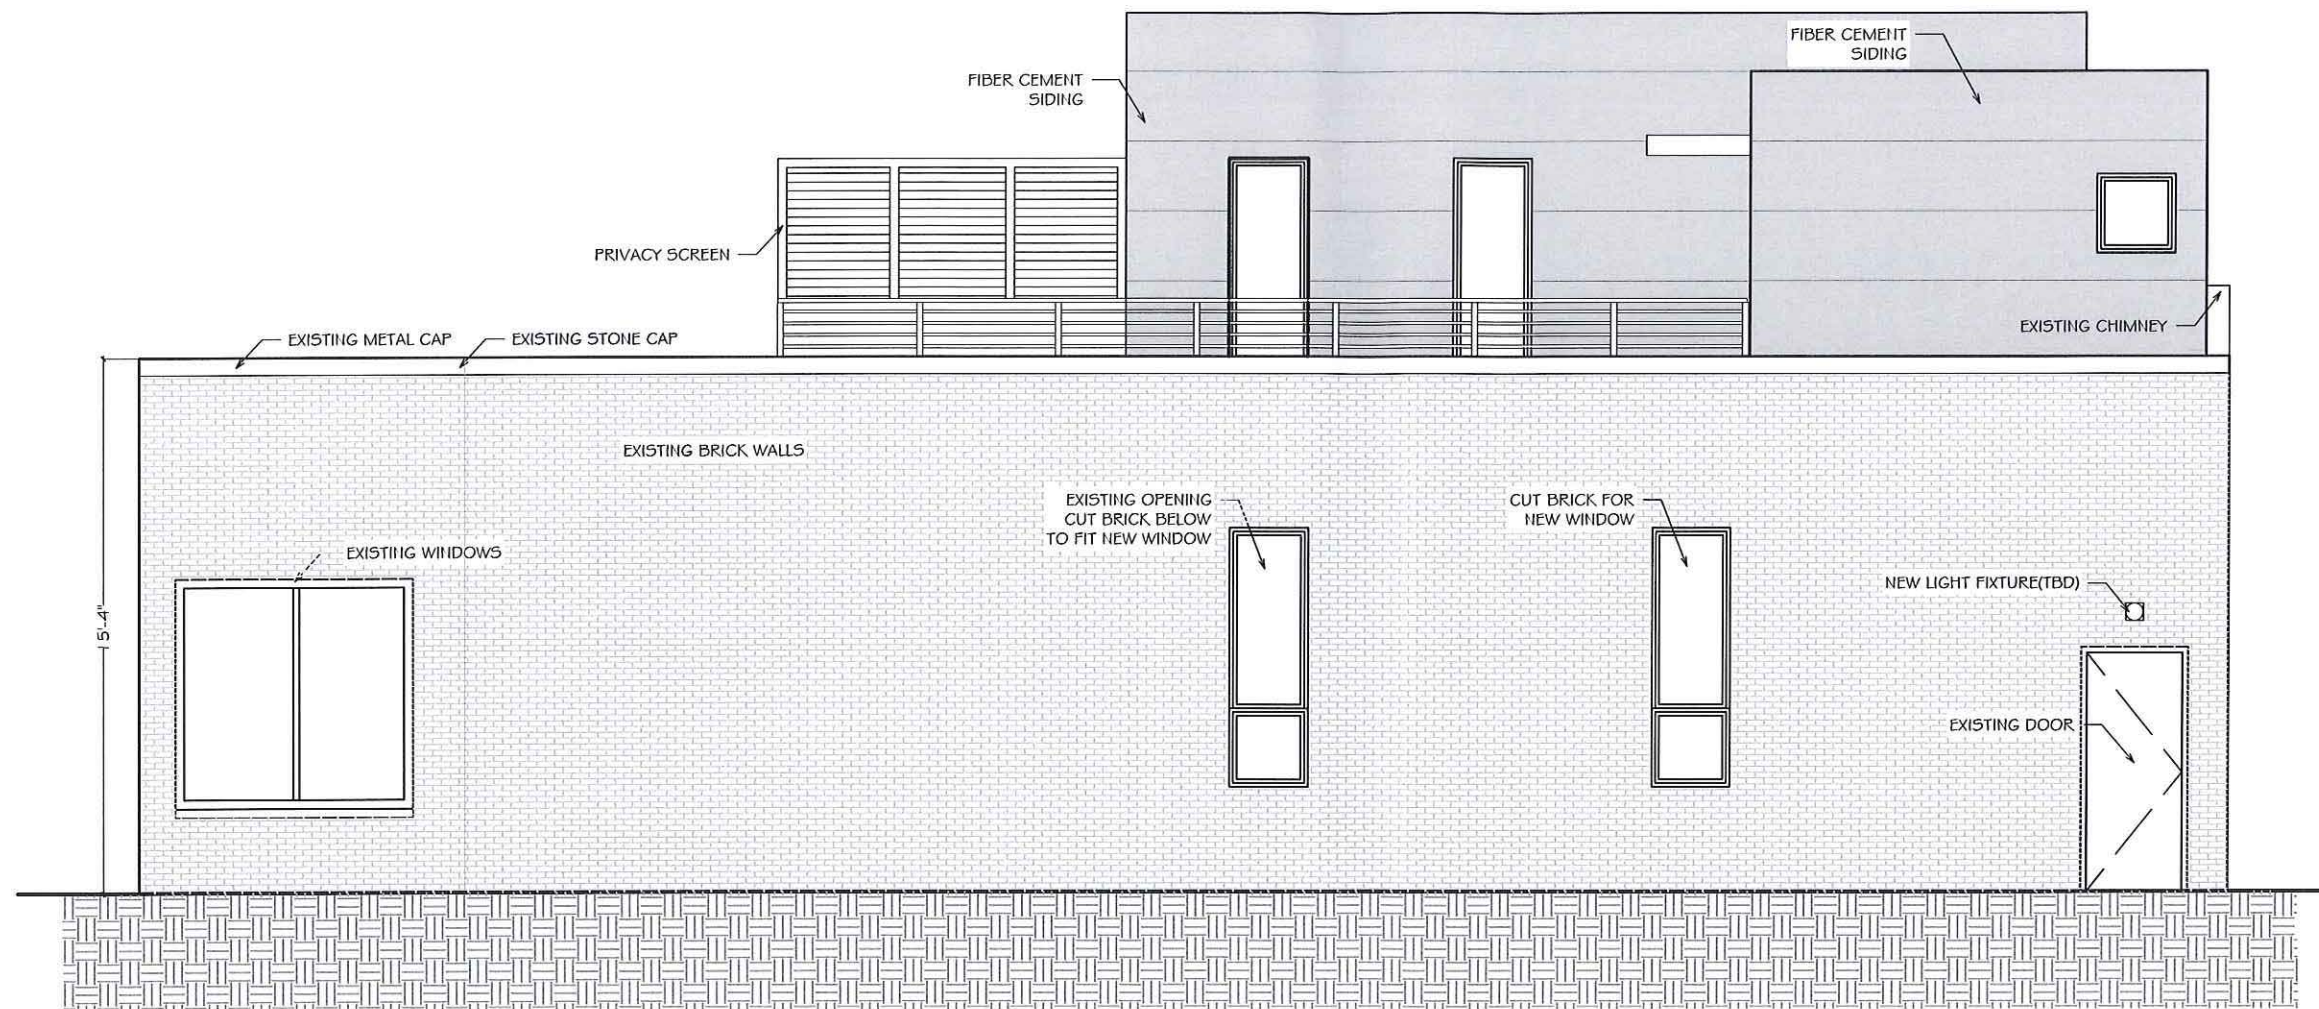 FIBER CEMENT
SIDING
FIBER CEMENT
SIDING
PRIVACY SCREEN
EXISTING METAL CAP
EXISTING STONE CAP
EXISTING CHIMNEY
EXISTING BRICK WALLS
EXISTING OPENING
CUT BRICK BELOW
TO FIT NEW WINDOW
CUT BRICK FOR
NEW WINDOW
EXISTING WINDOWS
NEW LIGHT FIXTURE(TBD)
15'-4"
EXISTING DOOR